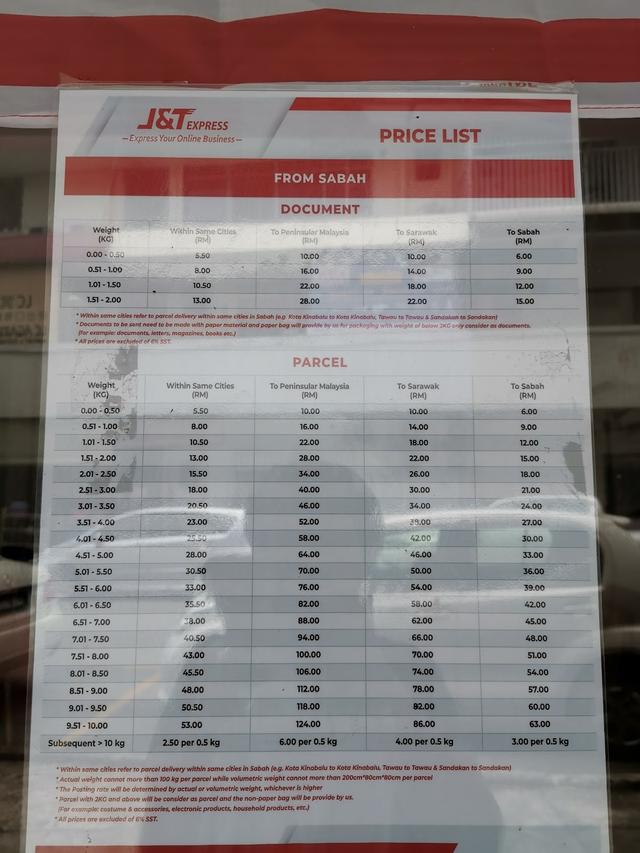 J&T EXPRESS
Express Your Online Business
PRICE LIST
FROM SABAH
DOCUMENT
Weight (KG) Within Same Cities (RM) To Peninsular Malaysia (RM) To Sarawak (RM) To Sabah (RM)
0.00 - 0.50 5.50 10.00 10.00 6.00
0.51 - 1.00 8.00 16.00 14.00 9.00
1.01 - 1.50 10.50 22.00 18.00 12.00
1.51 - 2.00 13.00 28.00 22.00 15.00
* Within same cities refer to parcel delivery within same cities in Sabah (e.g. Kota Kinabalu to Kota Kinabalu, Tawau to Tawau & Sandakan to Sandakan)
* Documents to be sent need to be made with paper material and paper bag will provide by us for packaging with weight of below 2KG only consider as documents.
(For example: documents, letters, magazines, books etc.)
* All prices are excluded of 6% SST.
PARCEL
Weight (KG) Within Same Cities (RM) To Peninsular Malaysia (RM) To Sarawak (RM) To Sabah (RM)
0.00 - 0.50 5.50 10.00 10.00 6.00
0.51 - 1.00 8.00 16.00 14.00 9.00
1.01 - 1.50 10.50 22.00 18.00 12.00
1.51 - 2.00 13.00 28.00 22.00 15.00
2.01 - 2.50 15.50 34.00 26.00 18.00
2.51 - 3.00 18.00 40.00 30.00 21.00
3.01 - 3.50 20.50 46.00 34.00 24.00
3.51 - 4.00 23.00 52.00 38.00 27.00
4.01 - 4.50 25.50 58.00 42.00 30.00
4.51 - 5.00 28.00 64.00 46.00 33.00
5.01 - 5.50 30.50 70.00 50.00 36.00
5.51 - 6.00 33.00 76.00 54.00 39.00
6.01 - 6.50 35.50 82.00 58.00 42.00
6.51 - 7.00 38.00 88.00 62.00 45.00
7.01 - 7.50 40.50 94.00 66.00 48.00
7.51 - 8.00 43.00 100.00 70.00 51.00
8.01 - 8.50 45.50 106.00 74.00 54.00
8.51 - 9.00 48.00 112.00 78.00 57.00
9.01 - 9.50 50.50 118.00 82.00 60.00
9.51 - 10.00 53.00 124.00 86.00 63.00
Subsequent > 10 kg 2.50 per 0.5 kg 6.00 per 0.5 kg 4.00 per 0.5 kg 3.00 per 0.5 kg
* Within same cities refer to parcel delivery within same cities in Sabah (e.g. Kota Kinabalu to Kota Kinabalu, Tawau to Tawau & Sandakan to Sandakan)
* Actual weight cannot more than 100 kg per parcel while volumetric weight cannot more than 200cm*80cm*80cm per parcel
* The Posting rate will be determined by actual or volumetric weight, whichever is higher
* Parcel with 2KG and above will be consider as parcel and the non-paper bag will be provide by us.
(For example: costume & accessories, electronic products, household products, etc.)
* All prices are excluded of 6% SST.